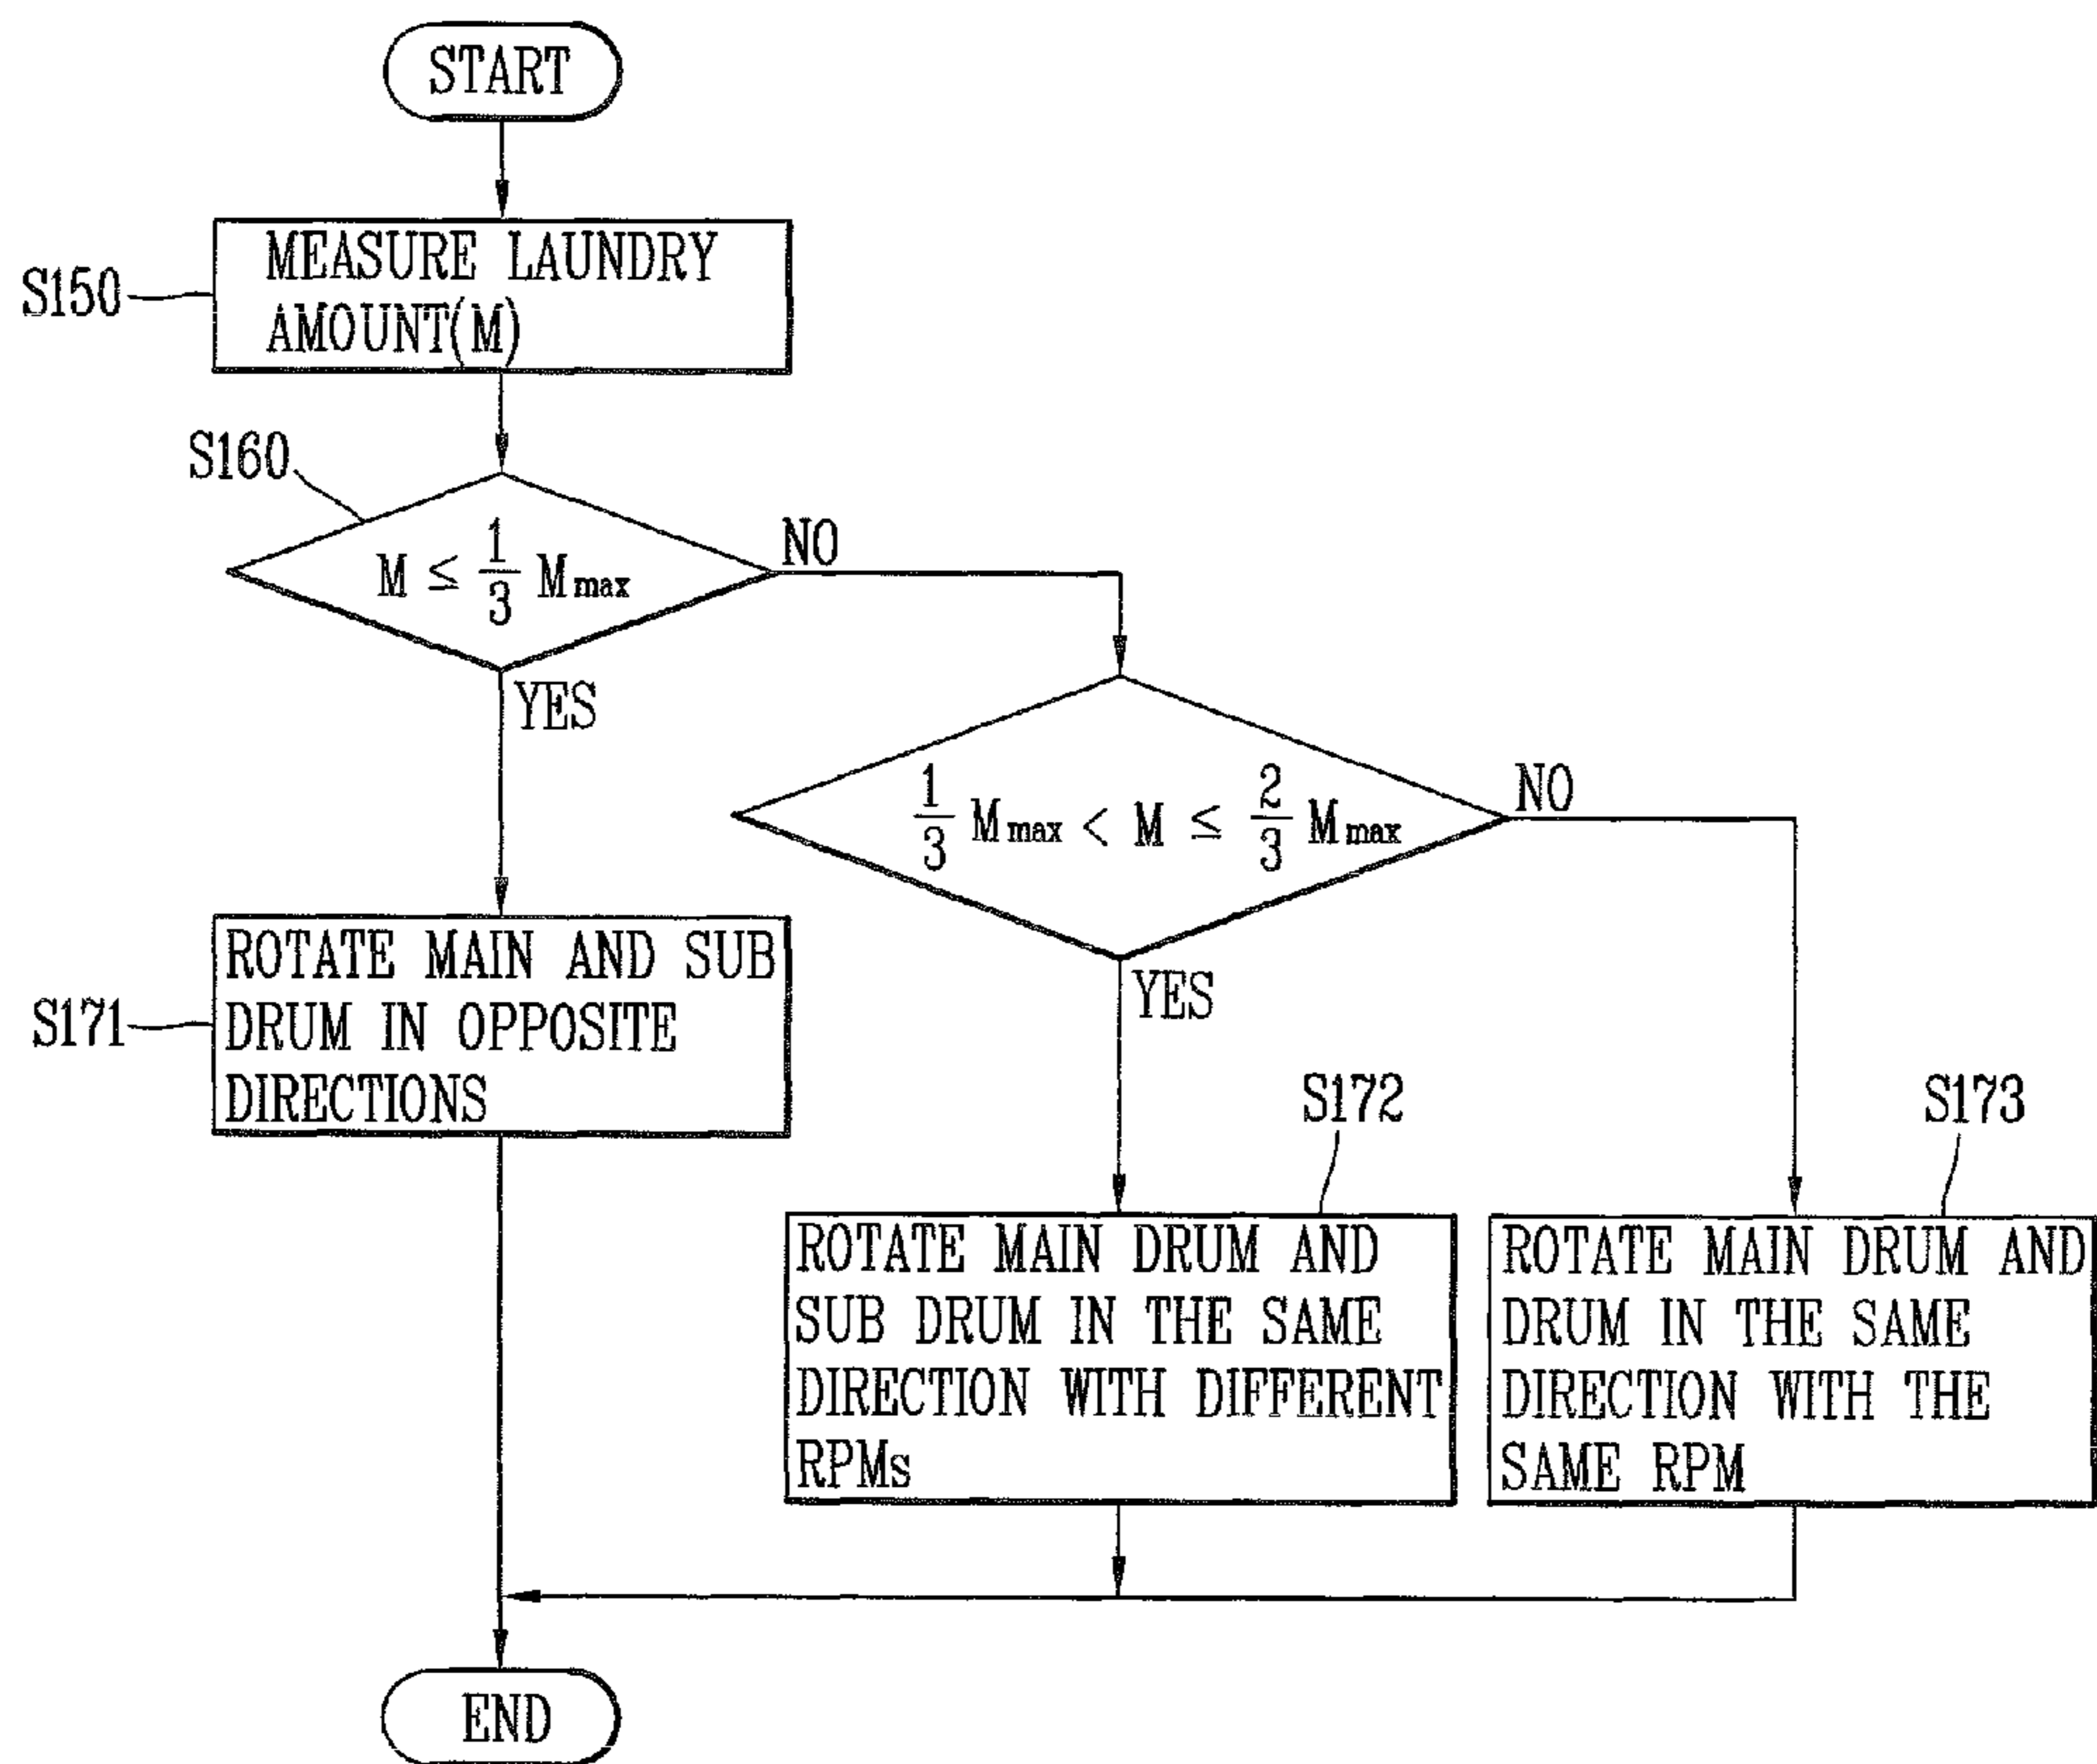 START
MEASURE LAUNDRY
AMOUNT(M)
S150
S160
M ≤ 1/3 Mmax
NO
YES
1/3 Mmax < M ≤ 2/3 Mmax
NO
YES
ROTATE MAIN AND SUB
DRUM IN OPPOSITE
DIRECTIONS
S171
S172
S173
ROTATE MAIN DRUM AND
SUB DRUM IN THE SAME
DIRECTION WITH DIFFERENT
RPMs
ROTATE MAIN DRUM AND
DRUM IN THE SAME
DIRECTION WITH THE
SAME RPM
END